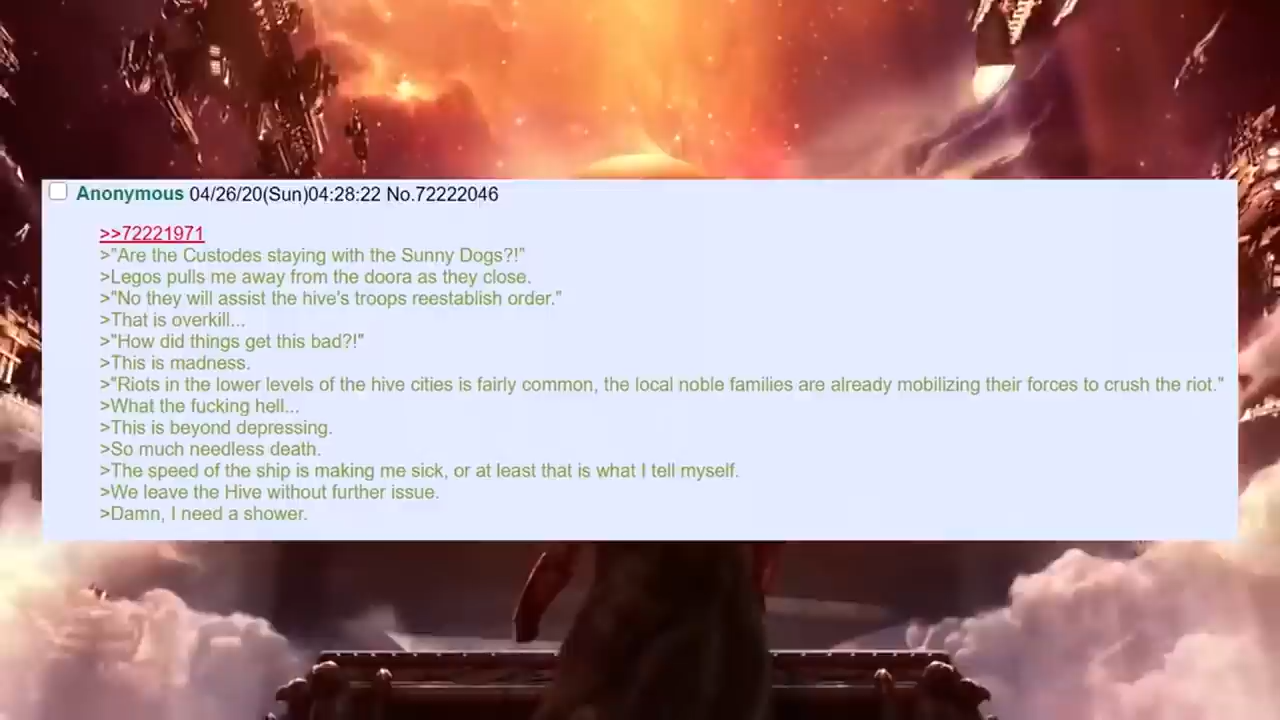 Anonymous 04/26/20(Sun)04:28:22 No.72222046
>>72221971
>"Are the Custodes staying with the Sunny Dogs?!"
>Legos pulls me away from the doora as they close.
>"No they will assist the hive's troops reestablish order."
>That is overkill...
>"How did things get this bad?!"
>This is madness.
>"Riots in the lower levels of the hive cities is fairly common, the local noble families are already mobilizing their forces to crush the riot."
>What the fucking hell...
>This is beyond depressing.
>So much needless death.
>The speed of the ship is making me sick, or at least that is what I tell myself.
>We leave the Hive without further issue.
>Damn, I need a shower.